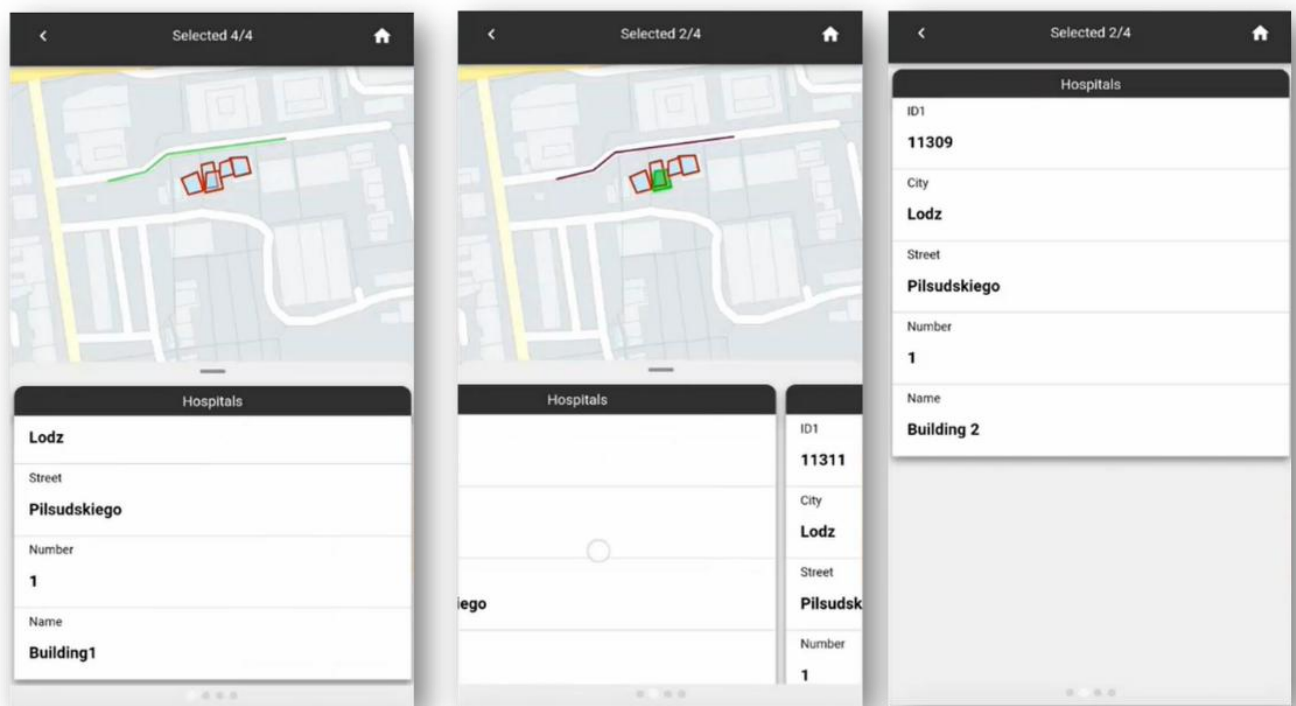 Selected 4/4
Hospitals
Lodz
Street
Pilsudskiego
Number
1
Name
Building1
Selected 2/4
Hospitals
iego
ID1
11311
City
Lodz
Street
Pilsudsk
Number
1
Selected 2/4
Hospitals
ID1
11309
City
Lodz
Street
Pilsudskiego
Number
1
Name
Building 2